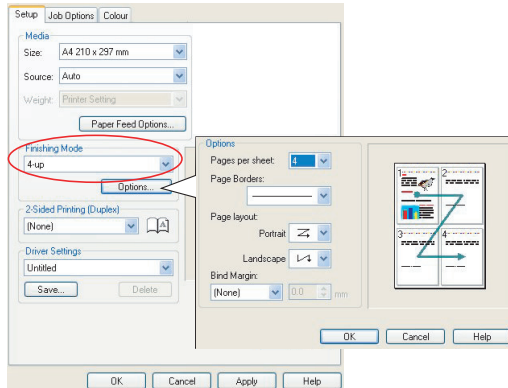 Setup Job Options Colour
Media
Size: A4 210 x 297 mm
Source: Auto
Weight: Printer Setting
Paper Feed Options...
Finishing Mode
4-up
Options...
2-Sided Printing (Duplex)
(None)
Driver Settings
Untitled
Save... Delete
OK Cancel Apply Help
Options
Pages per sheet: 4
Page Borders:
Page layout:
Portrait
Landscape
Bind Margin:
(None) 0.0 mm
1 2
3 4
OK Cancel Help